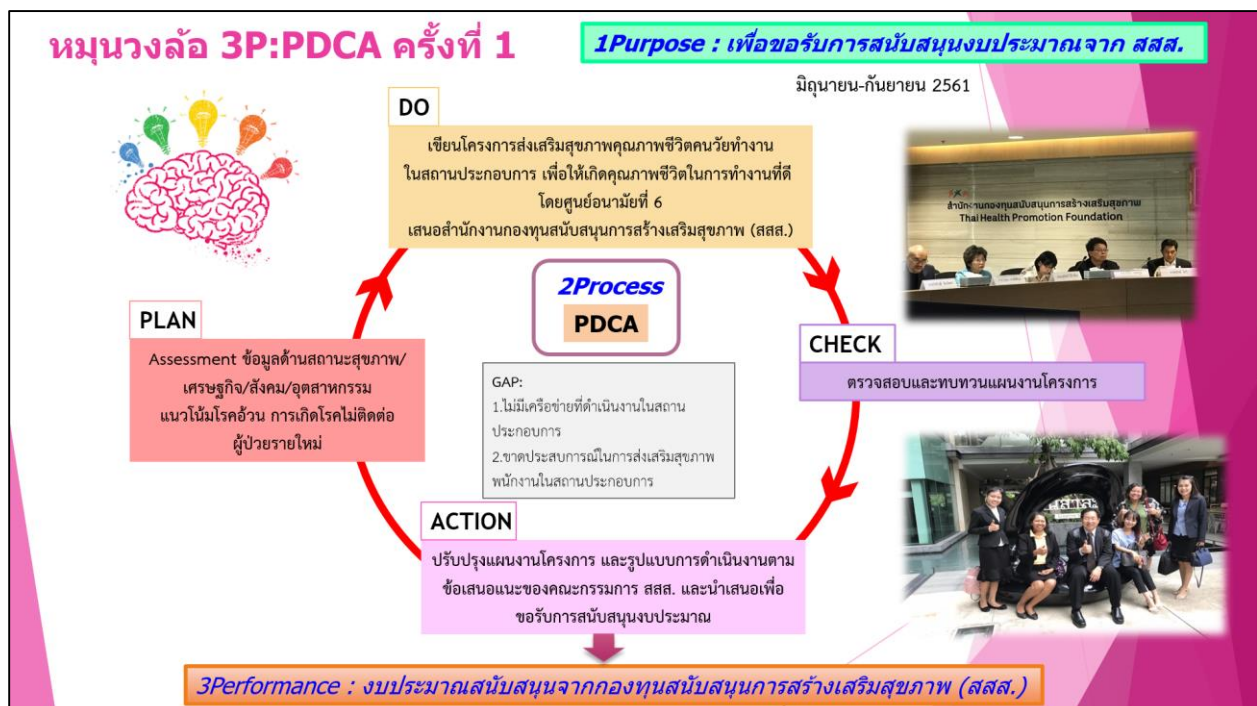 หมุนวงล้อ 3P:PDCA ครั้งที่ 1
1Purpose : เพื่อขอรับการสนับสนุนงบประมาณจาก สสส.
มิถุนายน-กันยายน 2561
DO
เขียนโครงการส่งเสริมสุขภาพคุณภาพชีวิตคนวัยทำงาน
ในสถานประกอบการ เพื่อให้เกิดคุณภาพชีวิตในการทำงานที่ดี
โดยศูนย์อนามัยที่ 6
เสนอสำนักงานกองทุนสนับสนุนการสร้างเสริมสุขภาพ (สสส.)
สำนักงานกองทุนสนับสนุนการสร้างเสริมสุขภาพ
Thai Health Promotion Foundation
2Process
PDCA
PLAN
Assessment ข้อมูลด้านสถานะสุขภาพ/
เศรษฐกิจ/สังคม/อุตสาหกรรม
แนวโน้มโรคอ้วน การเกิดโรคไม่ติดต่อ
ผู้ป่วยรายใหม่
CHECK
ตรวจสอบและทบทวนแผนงานโครงการ
GAP:
1.ไม่มีเครือข่ายที่ดำเนินงานในสถาน
ประกอบการ
2.ขาดประสบการณ์ในการส่งเสริมสุขภาพ
พนักงานในสถานประกอบการ
ACTION
ปรับปรุงแผนงานโครงการ และรูปแบบการดำเนินงานตาม
ข้อเสนอแนะของคณะกรรมการ สสส. และนำเสนอเพื่อ
ขอรับการสนับสนุนงบประมาณ
3Performance : งบประมาณสนับสนุนจากกองทุนสนับสนุนการสร้างเสริมสุขภาพ (สสส.)